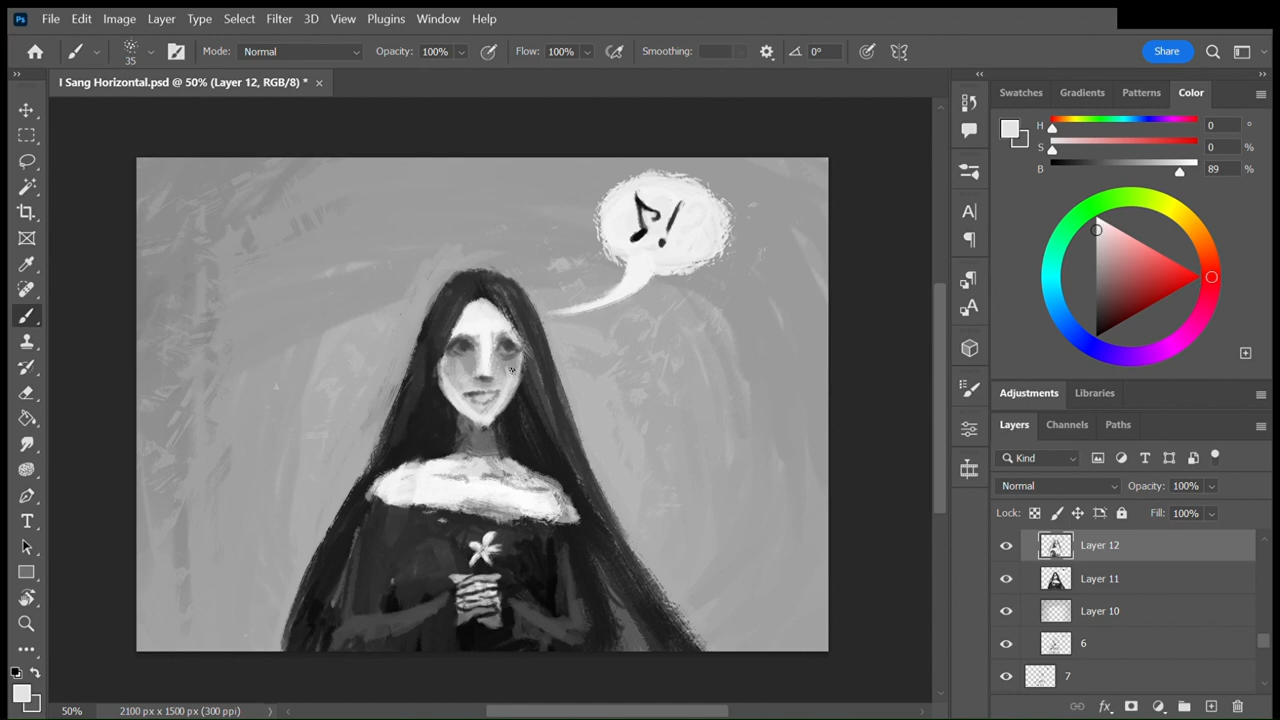 Ps File Edit Image Layer Type Select Filter 3D View Plugins Window Help
35 Mode: Normal Opacity: 100% Flow: 100% Smoothing: 0° Share
I Sang Horizontal.psd @ 50% (Layer 12, RGB/8) * ×
Swatches Gradients Patterns Color
H 0 °
S 0 %
B 89 %
♪!
Adjustments Libraries
Layers Channels Paths
Kind
Normal Opacity: 100%
Lock: Fill: 100%
Layer 12
Layer 11
Layer 10
6
7
50% 2100 px x 1500 px (300 ppi)